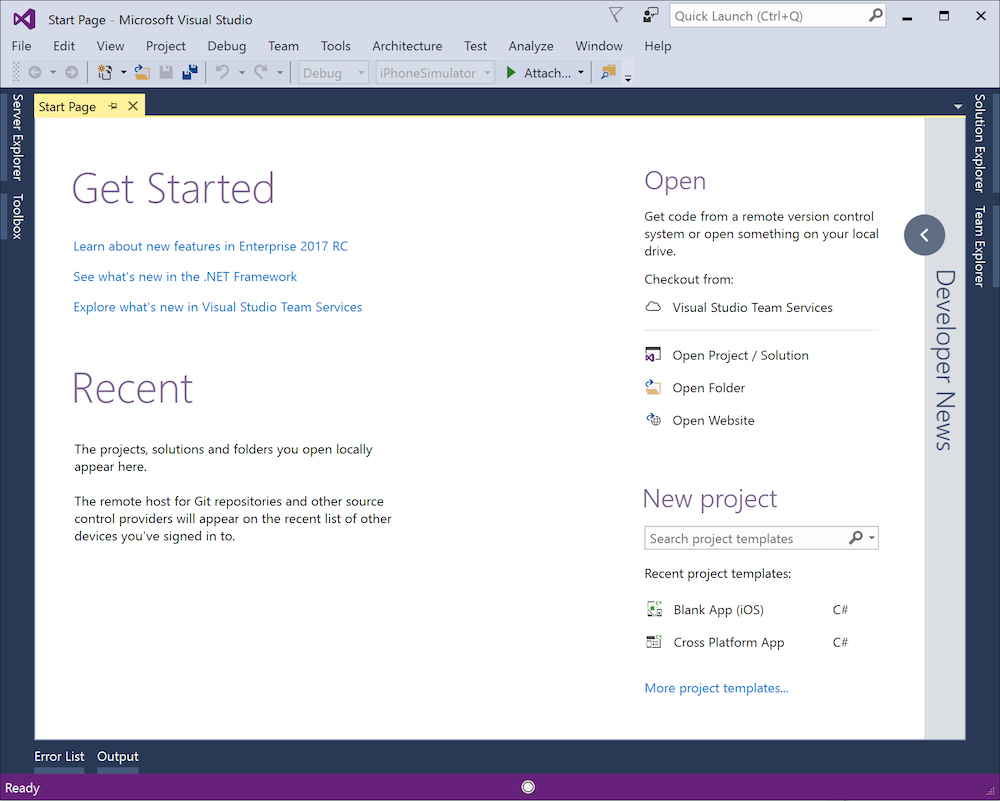 Start Page - Microsoft Visual Studio
Quick Launch (Ctrl+Q)
File Edit View Project Debug Team Tools Architecture Test Analyze Window Help
Debug iPhoneSimulator Attach...
Server Explorer
Toolbox
Start Page
Get Started
Learn about new features in Enterprise 2017 RC
See what's new in the .NET Framework
Explore what's new in Visual Studio Team Services
Recent
The projects, solutions and folders you open locally
appear here.
The remote host for Git repositories and other source
control providers will appear on the recent list of other
devices you've signed in to.
Open
Get code from a remote version control
system or open something on your local
drive.
Checkout from:
Visual Studio Team Services
Open Project / Solution
Open Folder
Open Website
New project
Search project templates
Recent project templates:
Blank App (iOS) C#
Cross Platform App C#
More project templates...
Developer News
Solution Explorer
Team Explorer
Error List Output
Ready